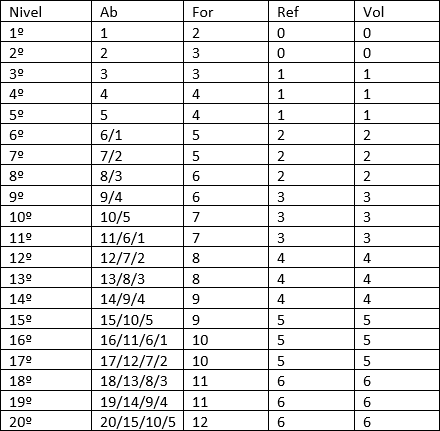 Nivel Ab For Ref Vol
1º 1 2 0 0
2º 2 3 0 0
3º 3 3 1 1
4º 4 4 1 1
5º 5 4 1 1
6º 6/1 5 2 2
7º 7/2 5 2 2
8º 8/3 6 2 2
9º 9/4 6 3 3
10º 10/5 7 3 3
11º 11/6/1 7 3 3
12º 12/7/2 8 4 4
13º 13/8/3 8 4 4
14º 14/9/4 9 4 4
15º 15/10/5 9 5 5
16º 16/11/6/1 10 5 5
17º 17/12/7/2 10 5 5
18º 18/13/8/3 11 6 6
19º 19/14/9/4 11 6 6
20º 20/15/10/5 12 6 6